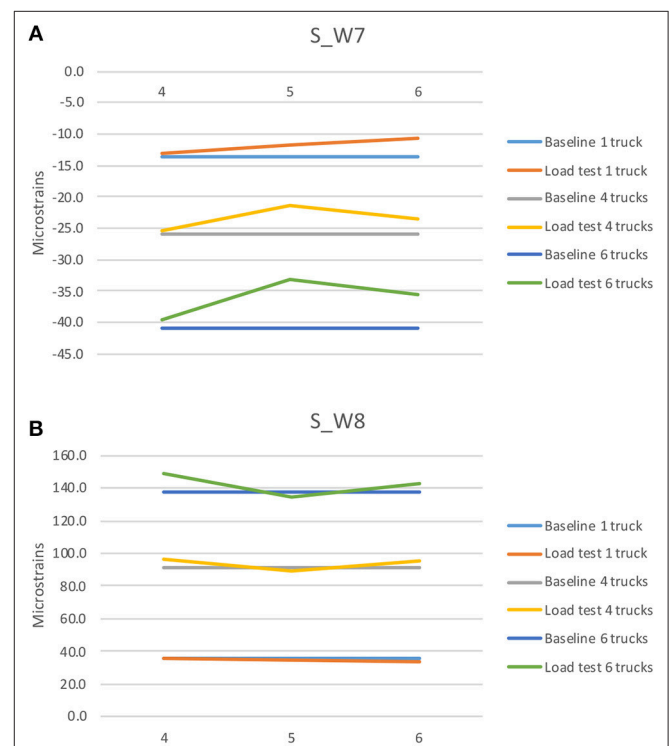 A
S_W7
0.0
4 5 6
-5.0
-10.0
-15.0
-20.0
-25.0
-30.0
-35.0
-40.0
-45.0
Microstrains
Baseline 1 truck
Load test 1 truck
Baseline 4 trucks
Load test 4 trucks
Baseline 6 trucks
Load test 6 trucks
B
S_W8
160.0
140.0
120.0
100.0
80.0
60.0
40.0
20.0
0.0
4 5 6
Microstrains
Baseline 1 truck
Load test 1 truck
Baseline 4 trucks
Load test 4 trucks
Baseline 6 trucks
Load test 6 trucks